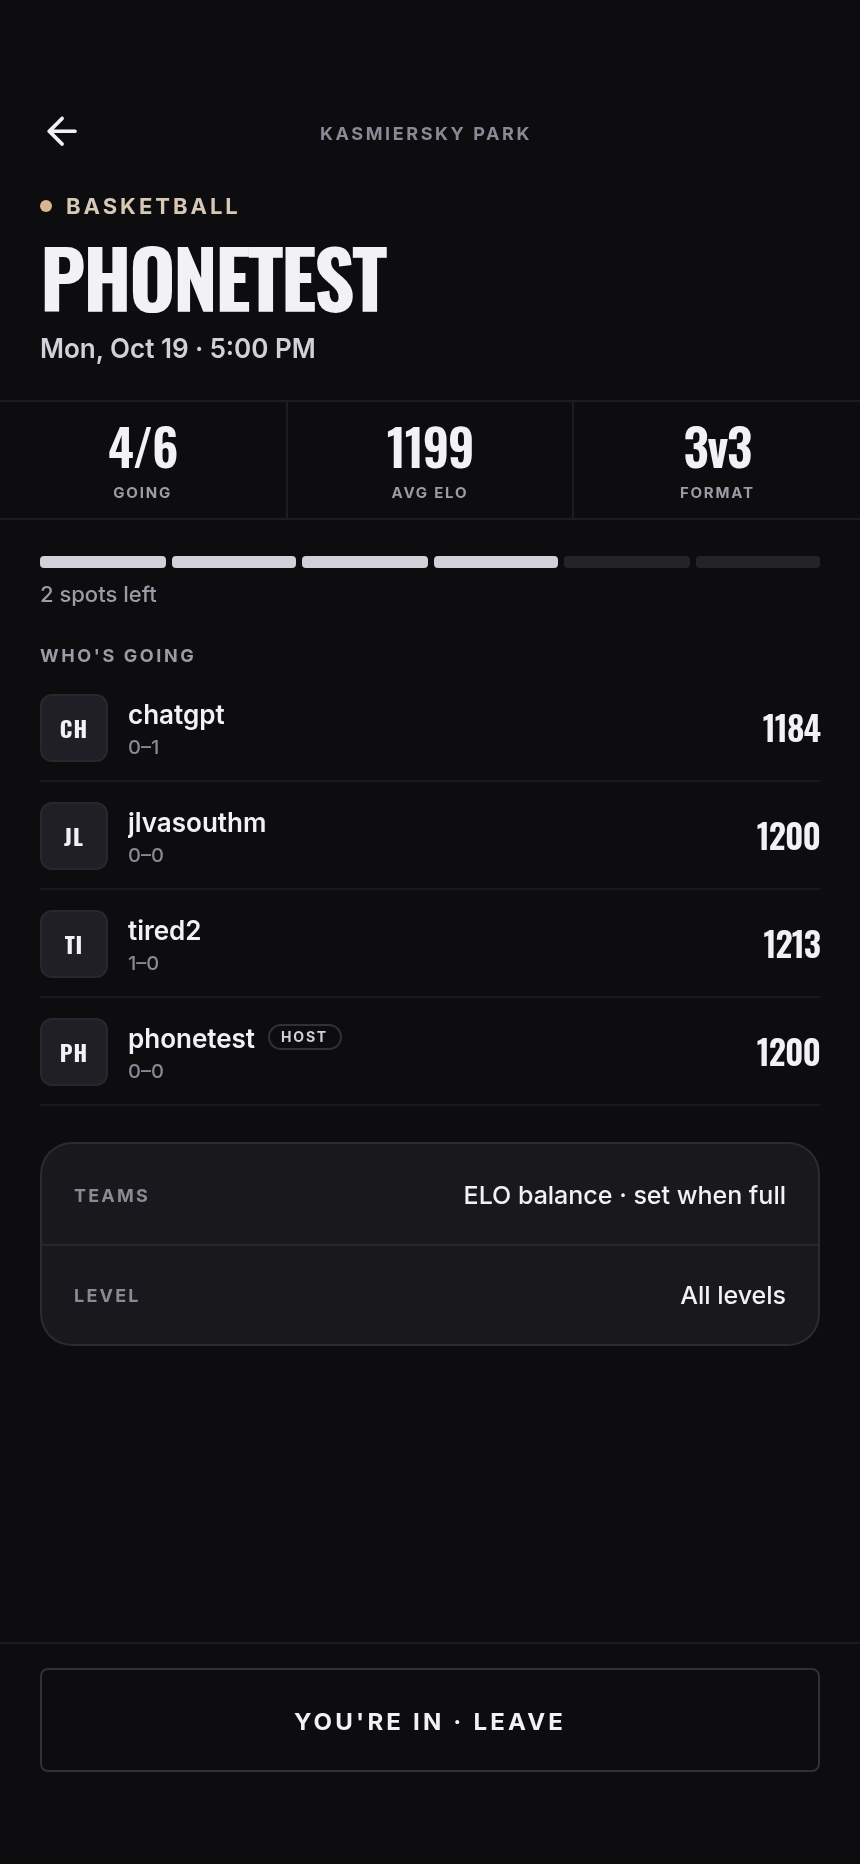 KASMIERSKY PARK
BASKETBALL
PHONETEST
Mon, Oct 19 · 5:00 PM
4/6
GOING
1199
AVG ELO
3v3
FORMAT
2 spots left
WHO'S GOING
CH
chatgpt
0–1
1184
JL
jlvasouthm
0–0
1200
TI
tired2
1–0
1213
PH
phonetest HOST
0–0
1200
TEAMS ELO balance · set when full
LEVEL All levels
YOU'RE IN · LEAVE